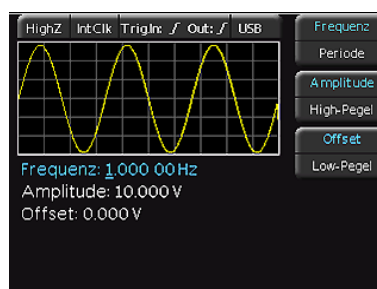 HighZ IntClk Trig.In: Out: USB
Frequenz
Periode
Amplitude
High-Pegel
Offset
Low-Pegel
Frequenz: 1.000 00 Hz
Amplitude: 10.000 V
Offset: 0.000 V